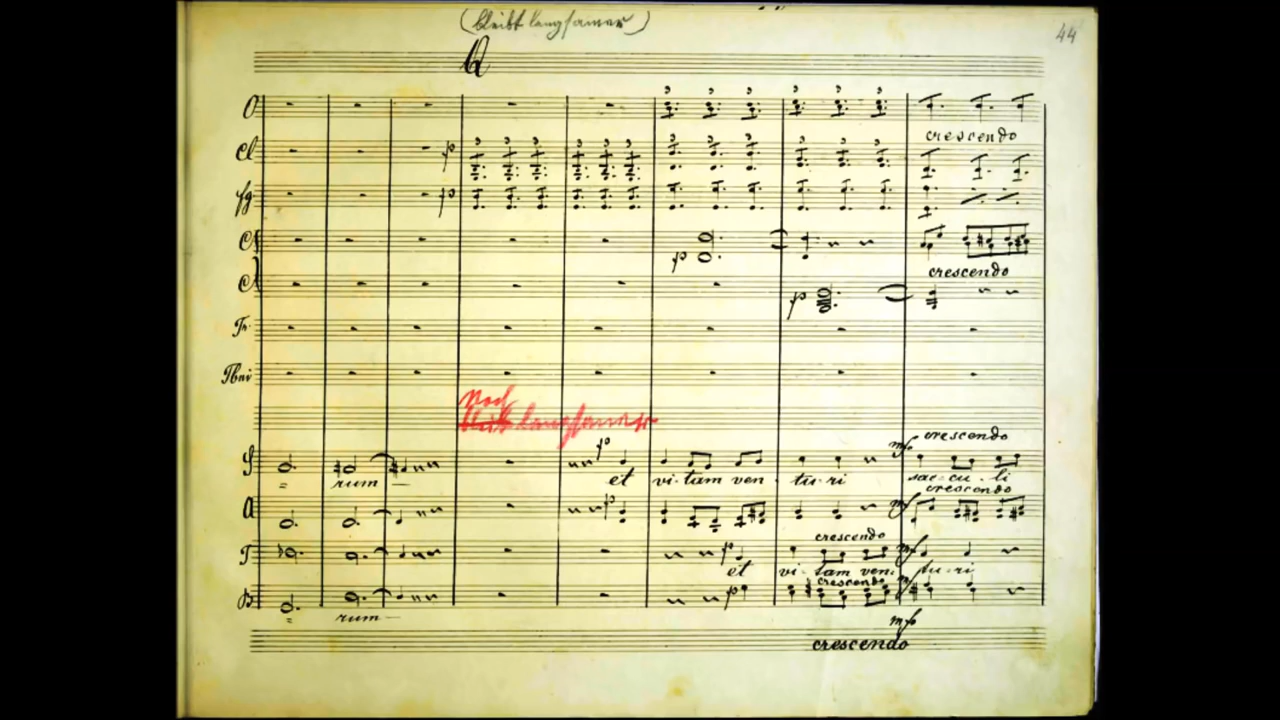 (bleibt langsamer)
44
Q
O
crescendo
Cl
p
fg
p
p
crescendo
p
Tr
Noch
bleibt langsamer
mf crescendo
S
p
rum et vi-tam ven tu-ri sae-cu-li
crescendo
A
p
mf
crescendo
T
p
mf
et vi-tam ven tu-ri
crescendo
B
p
rum
mf
crescendo